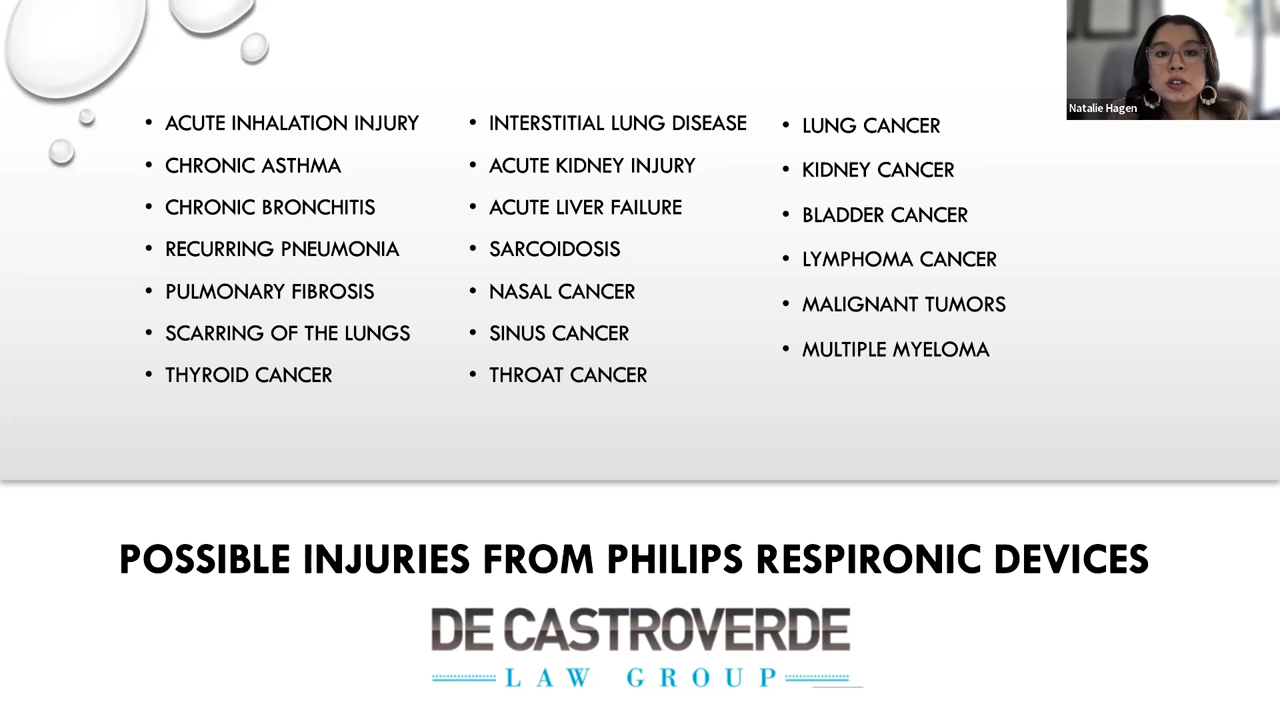 Natalie Hagen
• ACUTE INHALATION INJURY
• CHRONIC ASTHMA
• CHRONIC BRONCHITIS
• RECURRING PNEUMONIA
• PULMONARY FIBROSIS
• SCARRING OF THE LUNGS
• THYROID CANCER
• INTERSTITIAL LUNG DISEASE
• ACUTE KIDNEY INJURY
• ACUTE LIVER FAILURE
• SARCOIDOSIS
• NASAL CANCER
• SINUS CANCER
• THROAT CANCER
• LUNG CANCER
• KIDNEY CANCER
• BLADDER CANCER
• LYMPHOMA CANCER
• MALIGNANT TUMORS
• MULTIPLE MYELOMA
POSSIBLE INJURIES FROM PHILIPS RESPIRONIC DEVICES
DE CASTROVERDE
LAW GROUP